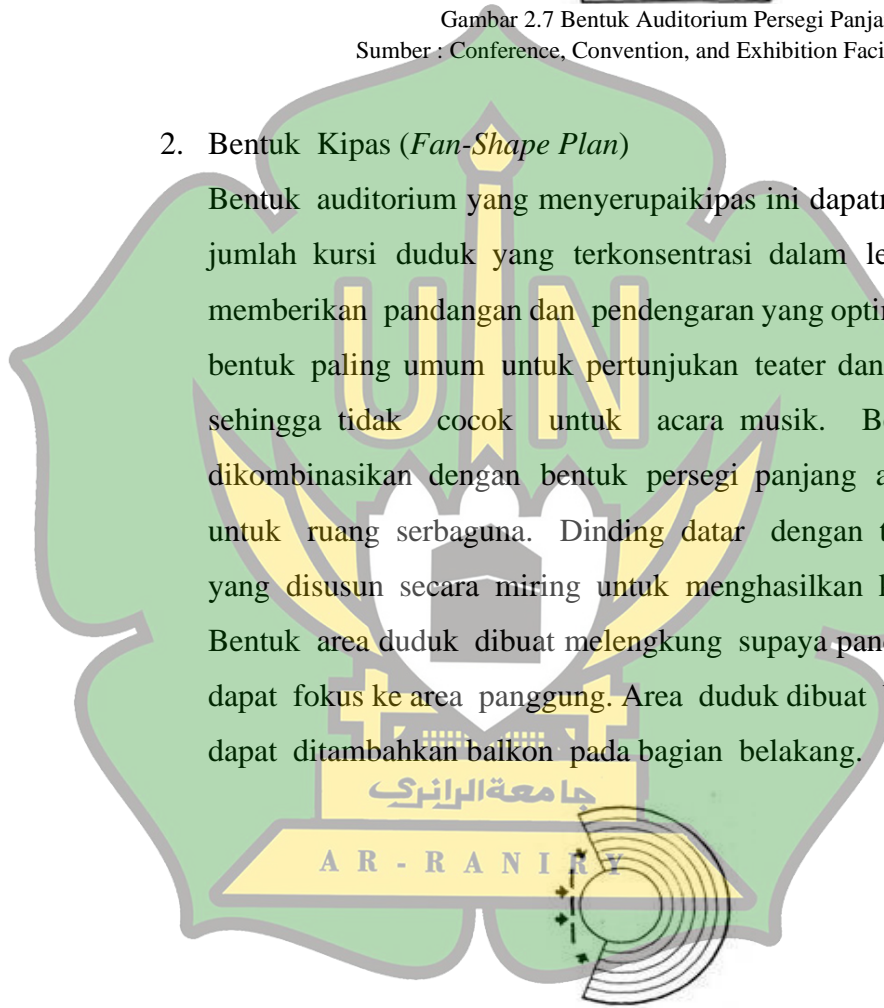 Gambar 2.7 Bentuk Auditorium Persegi Panja
Sumber : Conference, Convention, and Exhibition Faci
2. Bentuk Kipas (Fan-Shape Plan)
Bentuk auditorium yang menyerupaikipas ini dapat
jumlah kursi duduk yang terkonsentrasi dalam le
memberikan pandangan dan pendengaran yang opti
bentuk paling umum untuk pertunjukan teater dan
sehingga tidak cocok untuk acara musik. B
dikombinasikan dengan bentuk persegi panjang a
untuk ruang serbaguna. Dinding datar dengan t
yang disusun secara miring untuk menghasilkan
Bentuk area duduk dibuat melengkung supaya pand
dapat fokus ke area panggung. Area duduk dibuat
dapat ditambahkan balkon pada bagian belakang.
UIN
جامعةالرانري
AR-RANIRY